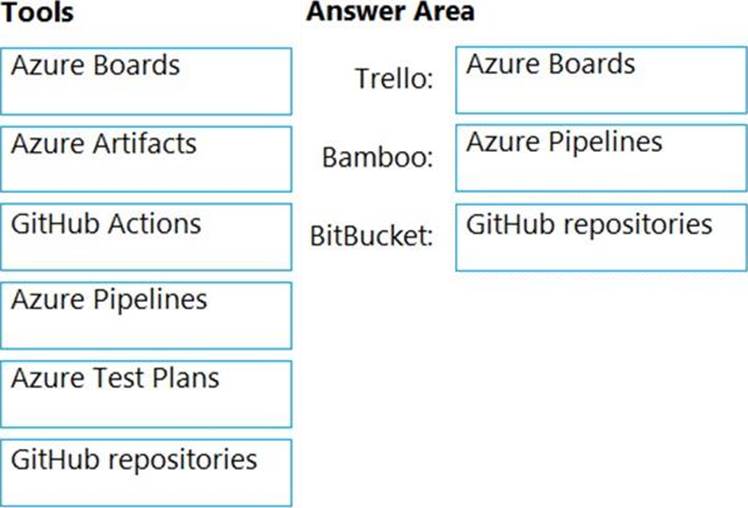 Tools
Answer Area
Azure Boards
Azure Artifacts
GitHub Actions
Azure Pipelines
Azure Test Plans
GitHub repositories
Trello:
Azure Boards
Bamboo:
Azure Pipelines
BitBucket:
GitHub repositories